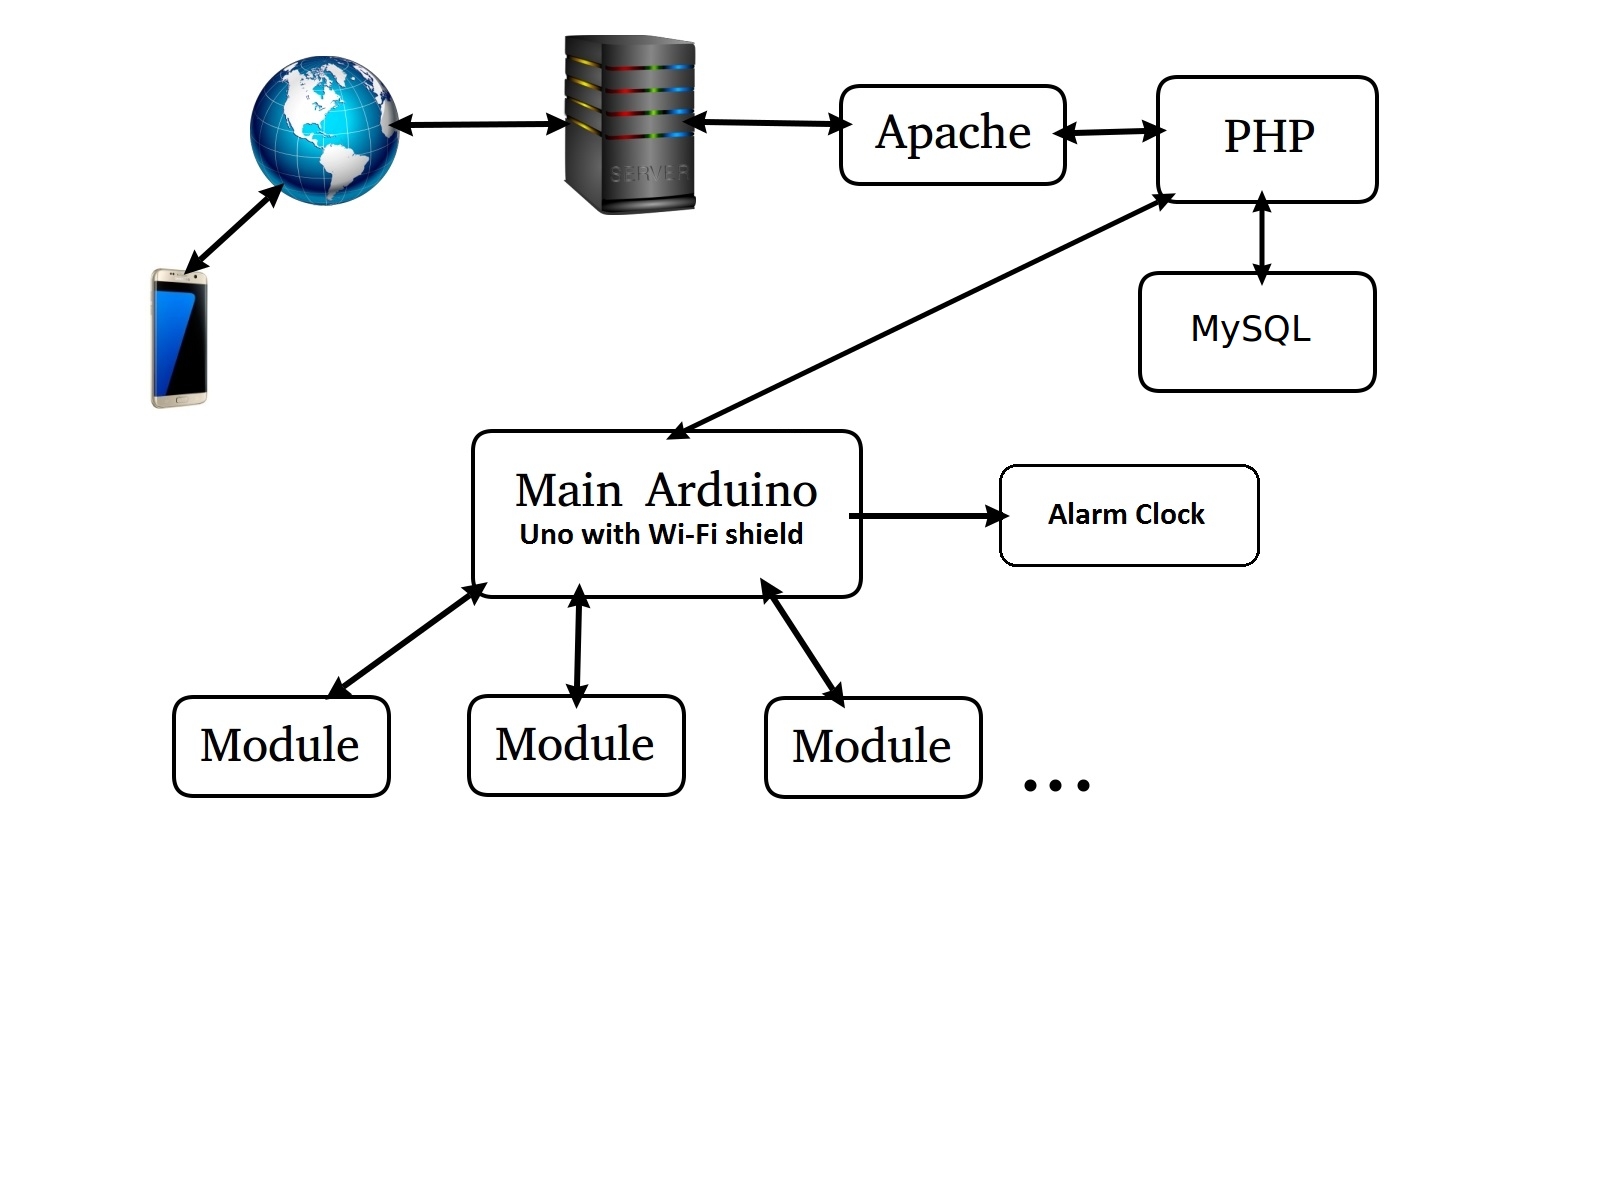 SERVER
Apache
PHP
MySQL
Main Arduino
Uno with Wi-Fi shield
Alarm Clock
Module
Module
Module
...